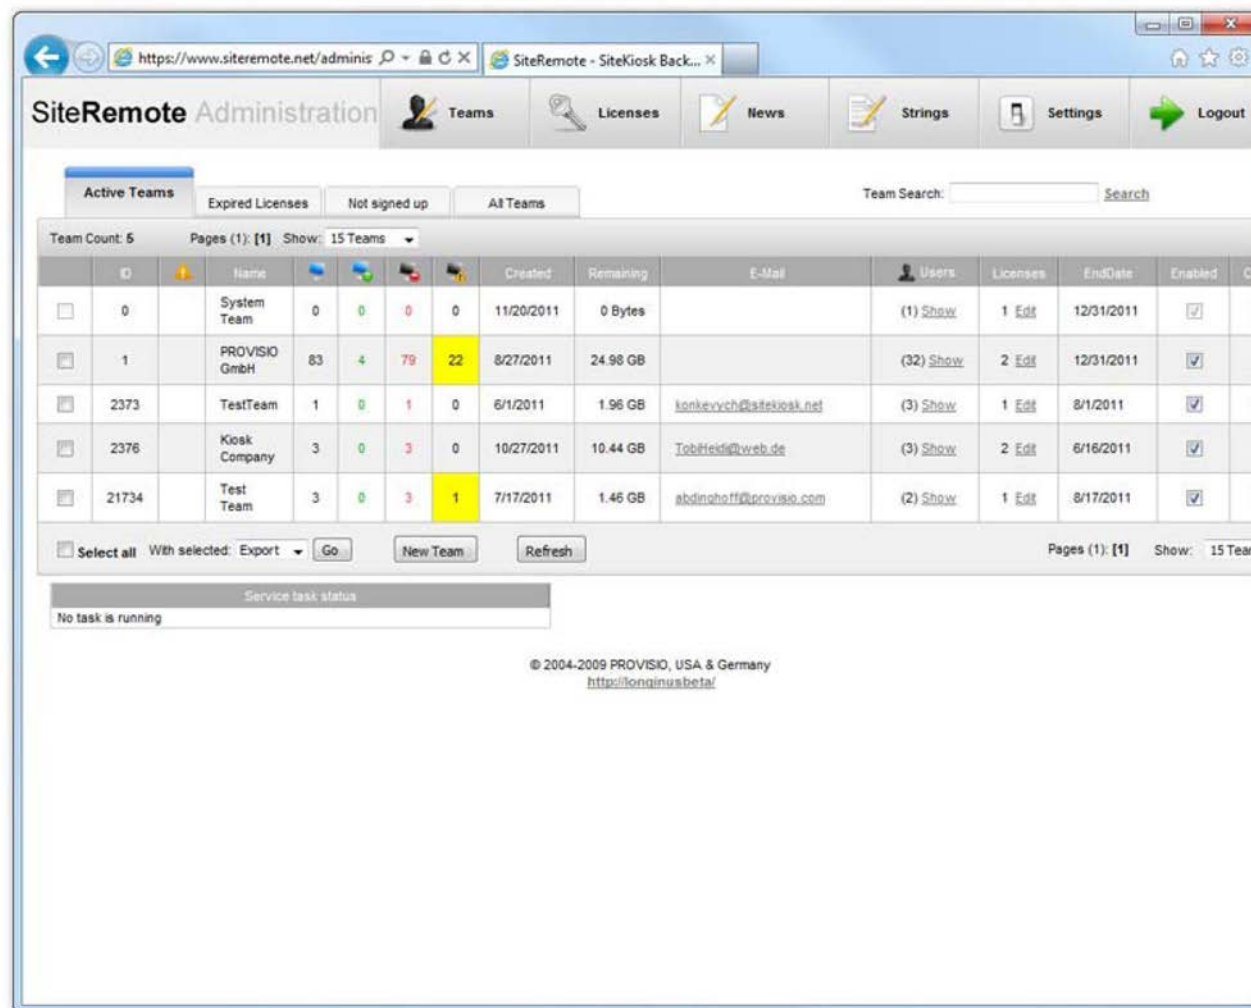 https://www.siteremote.net/adminis
SiteRemote - SiteKiosk Back...
SiteRemote Administration Teams Licenses News Strings Settings Logout
Active Teams Expired Licenses Not signed up All Teams Team Search: Search
Team Count: 5 Pages (1): [1] Show: 15 Teams
ID Name Created Remaining E-Mail Users Licenses EndDate Enabled
0 System Team 0 0 0 0 11/20/2011 0 Bytes (1) Show 1 Edit 12/31/2011
1 PROVISIO GmbH 83 4 79 22 8/27/2011 24.98 GB (32) Show 2 Edit 12/31/2011
2373 TestTeam 1 0 1 0 6/1/2011 1.96 GB konkevych@sitekiosk.net (3) Show 1 Edit 8/1/2011
2376 Kiosk Company 3 0 3 0 10/27/2011 10.44 GB TobiHeidi@web.de (3) Show 2 Edit 6/16/2011
21734 Test Team 3 0 3 1 7/17/2011 1.46 GB abdinghoff@provisio.com (2) Show 1 Edit 8/17/2011
Select all With selected: Export Go New Team Refresh Pages (1): [1] Show: 15 Tear
Service task status
No task is running
© 2004-2009 PROVISIO, USA & Germany
http://longinusbeta/